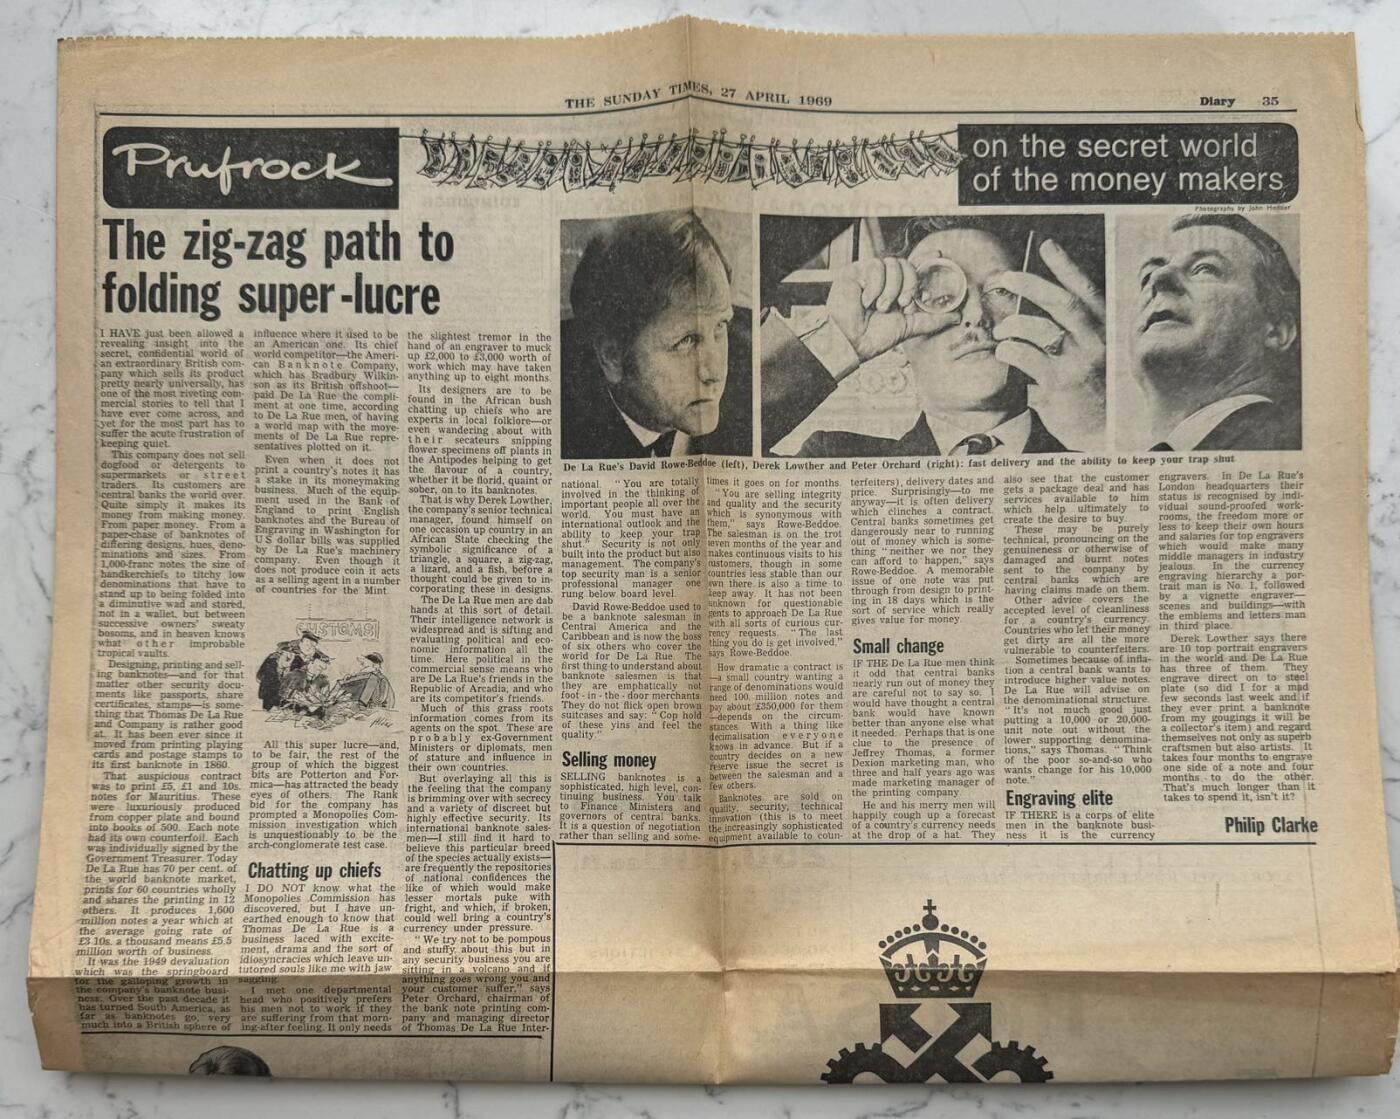 THE SUNDAY TIMES, 27 APRIL 1969
Diary 35
Prufrock
on the secret world
of the money makers
Photographs by John Hedger
The zig-zag path to
folding super-lucre
I HAVE just been allowed a
revealing insight into the
secret, confidential world of
an extraordinary British com-
pany which sells its product
pretty nearly universally, has
one of the most riveting com-
mercial stories to tell that I
have ever come across, and
yet for the most part has to
suffer the acute frustration of
keeping quiet.
This company does not sell
dogfood or detergents to
supermarkets or street
traders. Its customers are
central banks the world over.
Quite simply it makes its
money from making money.
From paper money. From a
paper-chase of banknotes of
differing designs, hues, deno-
minations and sizes. From
1,000-franc notes the size of
handkerchiefs to titchy low
denominations that have to
stand up to being folded into
a diminutive wad and stored,
not in a wallet, but between
successive owners' sweaty
bosoms, and in heaven knows
what other improbable
tropical vaults.
Designing, printing and sell-
ing banknotes—and for that
matter other security docu-
ments like passports, share
certificates, stamps—is some-
thing that Thomas De La Rue
and Company is rather good
at. It has been ever since it
moved from printing playing
cards and postage stamps to
its first banknote in 1860.
That auspicious contract
was to print £5, £1 and 10s.
notes for Mauritius. These
were luxuriously produced
from copper plate and bound
into books of 500. Each note
had its own counterfoil. Each
was individually signed by the
Government Treasurer. Today
De La Rue has 70 per cent. of
the world banknote market,
prints for 60 countries wholly
and shares the printing in 12
others. It produces 1,600
million notes a year which at
the average going rate of
£3 10s. a thousand means £5.5
million worth of business.
It was the 1949 devaluation
which was the springboard
for the galloping growth in
the company's banknote busi-
ness. Over the past decade it
has turned South America, as
far as banknotes go, very
much into a British sphere of
influence where it used to be
an American one. Its chief
world competitor—the Ameri-
can Banknote Company,
which has Bradbury Wilkin-
son as its British offshoot—
paid De La Rue the compli-
ment at one time, according
to De La Rue men, of having
a world map with the move-
ments of De La Rue repre-
sentatives plotted on it.
Even when it does not
print a country's notes it has
a stake in its moneymaking
business. Much of the equip-
ment used in the Bank of
England to print English
banknotes and the Bureau of
Engraving in Washington for
US dollar bills was supplied
by De La Rue's machinery
company. Even though it
does not produce coin it acts
as a selling agent in a number
of countries for the Mint.
CUSTOMS
All this super lucre—and,
to be fair, the rest of the
group of which the biggest
bits are Potterton and For-
mica—has attracted the beady
eyes of others. The Rank
bid for the company has
prompted a Monopolies Com-
mission investigation which
is unquestionably to be the
arch-conglomerate test case.
Chatting up chiefs
I DO NOT know what the
Monopolies Commission has
discovered, but I have un-
earthed enough to know that
Thomas De La Rue is a
business laced with excite-
ment, drama and the sort of
idiosyncracies which leave un-
tutored souls like me with jaw
sagging.
I met one departmental
head who positively prefers
his men not to work if they
are suffering from that morn-
ing-after feeling. It only needs
the slightest tremor in the
hand of an engraver to muck
up £2,000 to £3,000 worth of
work which may have taken
anything up to eight months.
Its designers are to be
found in the African bush
chatting up chiefs who are
experts in local folklore—or
even wandering about with
their secateurs snipping
flower specimens off plants in
the Antipodes helping to get
the flavour of a country,
whether it be florid, quaint or
sober, on to its banknotes.
That is why Derek Lowther,
the company's senior technical
manager, found himself on
one occasion up country in an
African State checking the
symbolic significance of a
triangle, a square, a zig-zag,
a lizard, and a fish, before a
thought could be given to in-
corporating these in designs.
The De La Rue men are dab
hands at this sort of detail.
Their intelligence network is
widespread and is sifting and
evaluating political and eco-
nomic information all the
time. Here political in the
commercial sense means who
are De La Rue's friends in the
Republic of Arcadia, and who
are its competitor's friends.
Much of this grass roots
information comes from its
agents on the spot. These are
probably ex-Government
Ministers or diplomats, men
of stature and influence in
their own countries.
But overlaying all this is
the feeling that the company
is brimming over with secrecy
and a variety of discreet but
highly effective security. Its
international banknote sales-
men—I still find it hard to
believe this particular breed
of the species actually exists—
are frequently the repositories
of national confidences the
like of which would make
lesser mortals puke with
fright, and which, if broken,
could well bring a country's
currency under pressure.
"We try not to be pompous
and stuffy about this but in
any security business you are
sitting in a volcano and if
anything goes wrong you and
your customer suffer," says
Peter Orchard, chairman of
the bank note printing com-
pany and managing director
of Thomas De La Rue Inter-
De La Rue's David Rowe-Beddoe (left), Derek Lowther and Peter Orchard (right): fast delivery and the ability to keep your trap shut
national. "You are totally
involved in the thinking of
important people all over the
world. You must have an
international outlook and the
ability to keep your trap
shut." Security is not only
built into the product but also
management. The company's
top security man is a senior
professional manager one
rung below board level.
David Rowe-Beddoe used to
be a banknote salesman in
Central America and the
Caribbean and is now the boss
of six others who cover the
world for De La Rue. The
first thing to understand about
banknote salesmen is that
they are emphatically not
foot-in-the-door merchants.
They do not flick open brown
suitcases and say: "Cop hold
of these yins and feel the
quality."
Selling money
SELLING banknotes is a
sophisticated, high level, con-
tinuing business. You talk
to Finance Ministers and
governors of central banks.
It is a question of negotiation
rather than selling and some-
times it goes on for months.
"You are selling integrity
and quality and the security
which is synonymous with
them," says Rowe-Beddoe.
The salesman is on the trot
seven months of the year and
makes continuous visits to his
customers, though in some
countries less stable than our
own there is also a time to
keep away. It has not been
unknown for questionable
agents to approach De La Rue
with all sorts of curious cur-
rency requests. "The last
thing you do is get involved,"
says Rowe-Beddoe.
How dramatic a contract is
—a small country wanting a
range of denominations would
need 100 million notes and
pay about £350,000 for them
—depends on the circum-
stances. With a thing like
decimalisation everyone
knows in advance. But if a
country decides on a new
reserve issue the secret is
between the salesman and a
few others.
Banknotes are sold on
quality, security, technical
innovation (this is to meet
the increasingly sophisticated
equipment available to coun-
terfeiters), delivery dates and
price. Surprisingly—to me
anyway—it is often delivery
which clinches a contract.
Central banks sometimes get
dangerously near to running
out of money which is some-
thing "neither we nor they
can afford to happen," says
Rowe-Beddoe. A memorable
issue of one note was put
through from design to print-
ing in 18 days which is the
sort of service which really
gives value for money.
Small change
IF THE De La Rue men think
it odd that central banks
nearly run out of money they
are careful not to say so. I
would have thought a central
bank would have known
better than anyone else what
it needed. Perhaps that is one
clue to the presence of
Jeffrey Thomas, a former
Dexion marketing man, who
three and half years ago was
made marketing manager of
the printing company.
He and his merry men will
happily cough up a forecast
of a country's currency needs
at the drop of a hat. They
also see that the customer
gets a package deal and has
services available to him
which help ultimately to
create the desire to buy.
These may be purely
technical, pronouncing on the
genuineness or otherwise of
damaged and burnt notes
sent to the company by
central banks which are
having claims made on them.
Other advice covers the
accepted level of cleanliness
for a country's currency.
Countries who let their money
get dirty are all the more
vulnerable to counterfeiters.
Sometimes because of infla-
tion a central bank wants to
introduce higher value notes.
De La Rue will advise on
the denominational structure.
"It's not much good just
putting a 10,000 or 20,000-
unit note out without the
lower supporting denomina-
tions," says Thomas. "Think
of the poor so-and-so who
wants change for his 10,000
note."
Engraving elite
IF THERE is a corps of elite
men in the banknote busi-
ness it is the currency
engravers. In De La Rue's
London headquarters their
status is recognised by indi-
vidual sound-proofed work-
rooms, the freedom more or
less to keep their own hours
and salaries for top engravers
which would make many
middle managers in industry
jealous. In the currency
engraving hierarchy a por-
trait man is No. 1, followed
by a vignette engraver—
scenes and buildings—with
the emblems and letters man
in third place.
Derek Lowther says there
are 10 top portrait engravers
in the world and De La Rue
has three of them. They
engrave direct on to steel
plate (so did I for a mad
few seconds last week and if
they ever print a banknote
from my gougings it will be
a collector's item) and regard
themselves not only as superb
craftsmen but also artists. It
takes four months to engrave
one side of a note and four
months to do the other.
That's much longer than it
takes to spend it, isn't it?
Philip Clarke